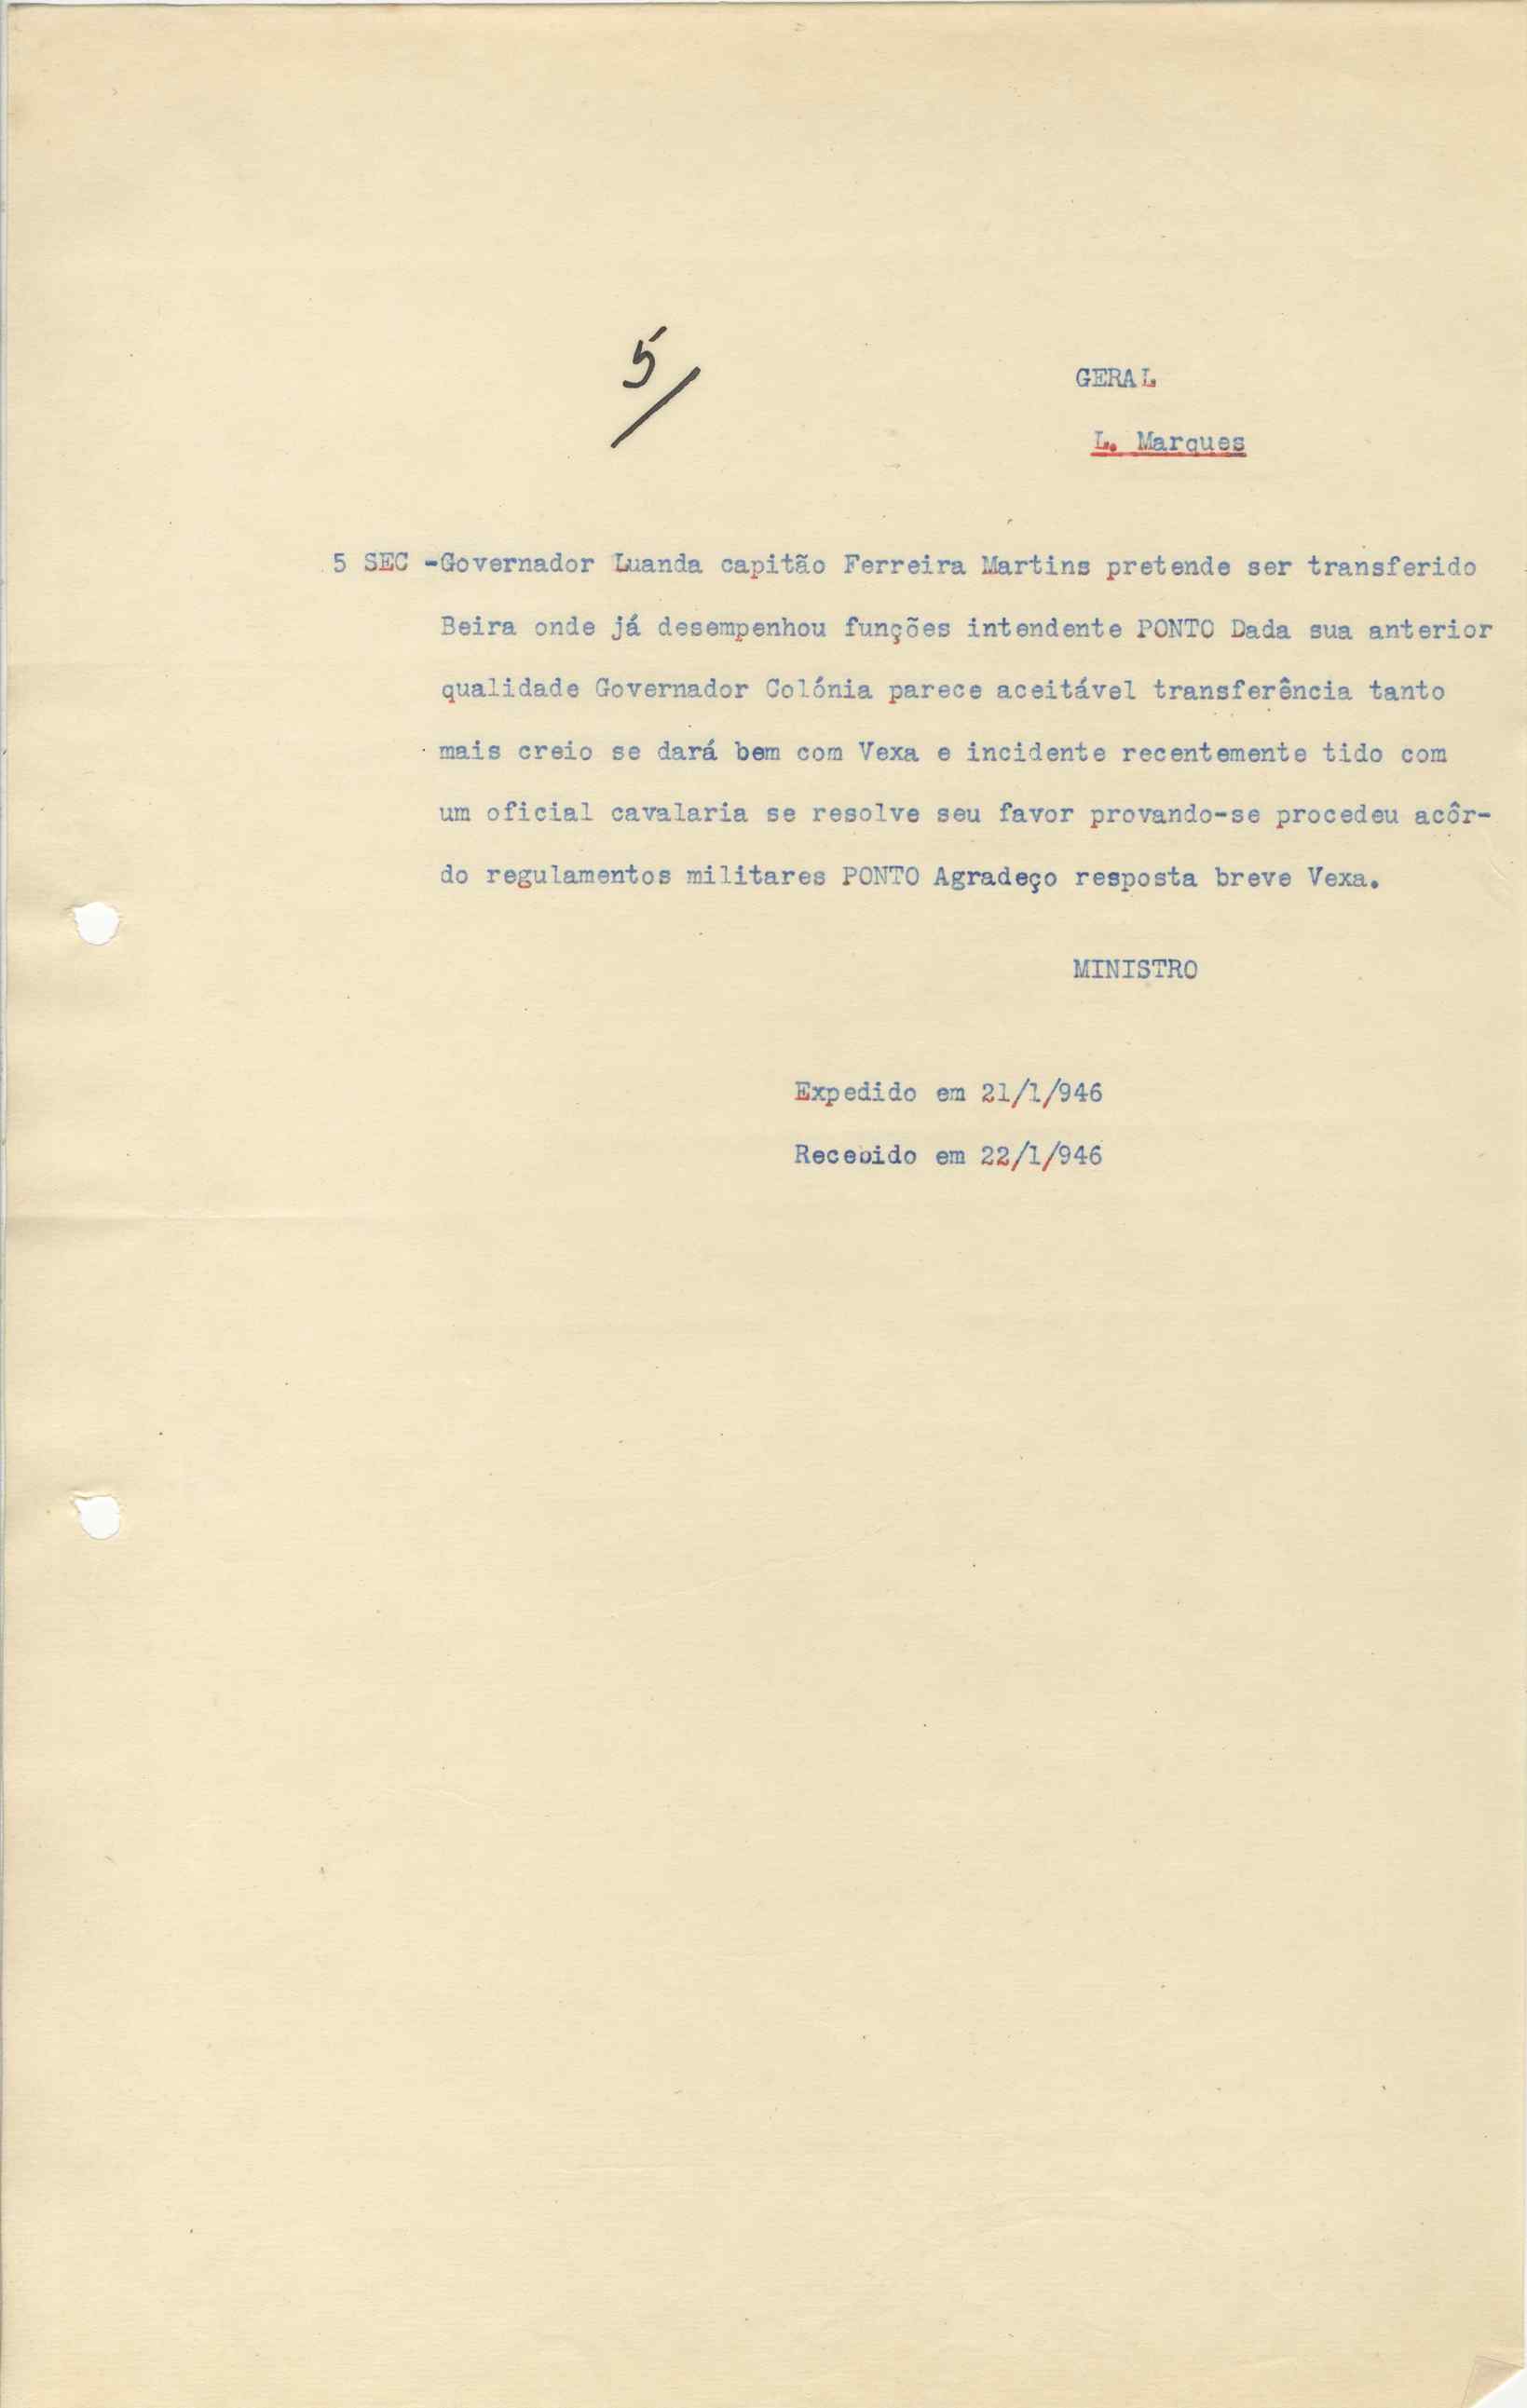 5/
GERAL
L. Marques
5 SEC -Governador Luanda capitão Ferreira Martins pretende ser transferido
Beira onde já desempenhou funções intendente PONTO Dada sua anterior
qualidade Governador Colónia parece aceitável transferência tanto
mais creio se dará bem com Vexa e incidente recentemente tido com
um oficial cavalaria se resolve seu favor provando-se procedeu acôr-
do regulamentos militares PONTO Agradeço resposta breve Vexa.
MINISTRO
Expedido em 21/1/946
Recebido em 22/1/946